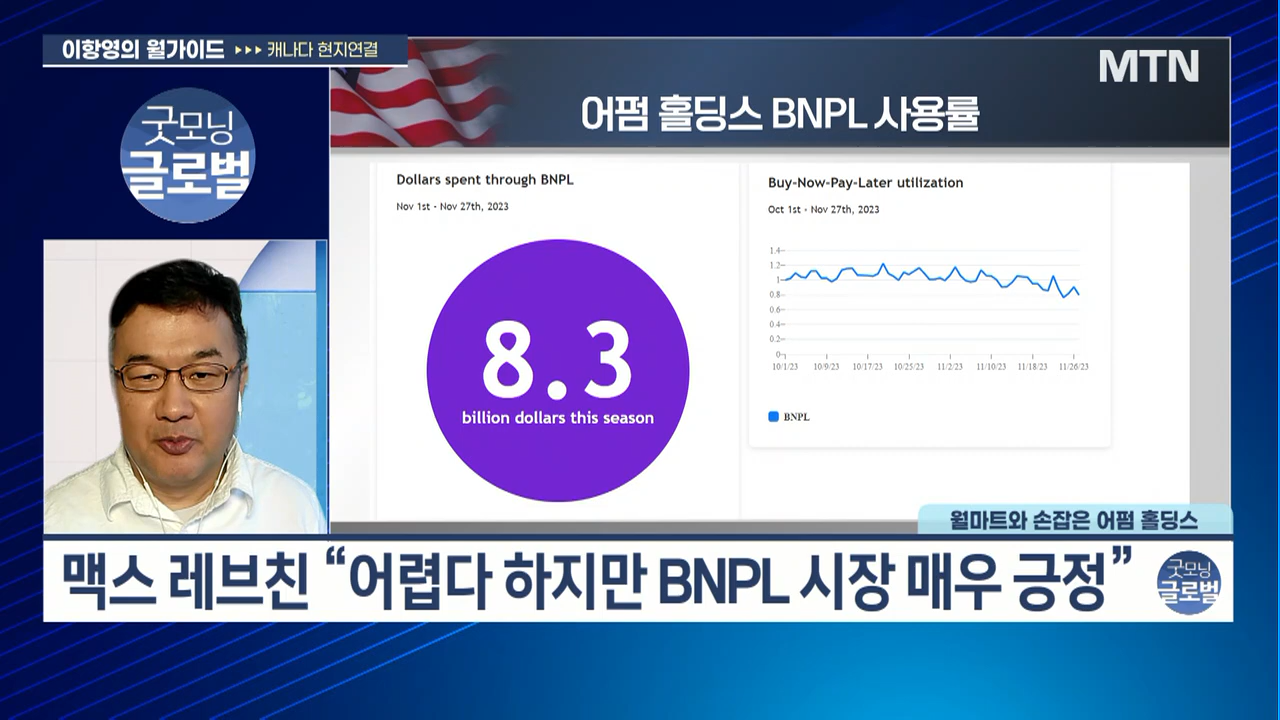 이항영의 월가이드 ▸▸▸ 캐나다 현지연결
MTN
굿모닝
글로벌
어펌 홀딩스 BNPL 사용률
Dollars spent through BNPL
Nov 1st - Nov 27th, 2023
8.3
billion dollars this season
Buy-Now-Pay-Later utilization
Oct 1st - Nov 27th, 2023
1.4
1.2
1
0.8
0.6
0.4
0.2
0
10/1/23 10/9/23 10/17/23 10/25/23 11/2/23 11/10/23 11/18/23 11/26/23
BNPL
월마트와 손잡은 어펌 홀딩스
맥스 레브친 “어렵다 하지만 BNPL 시장 매우 긍정”
굿모닝
글로벌